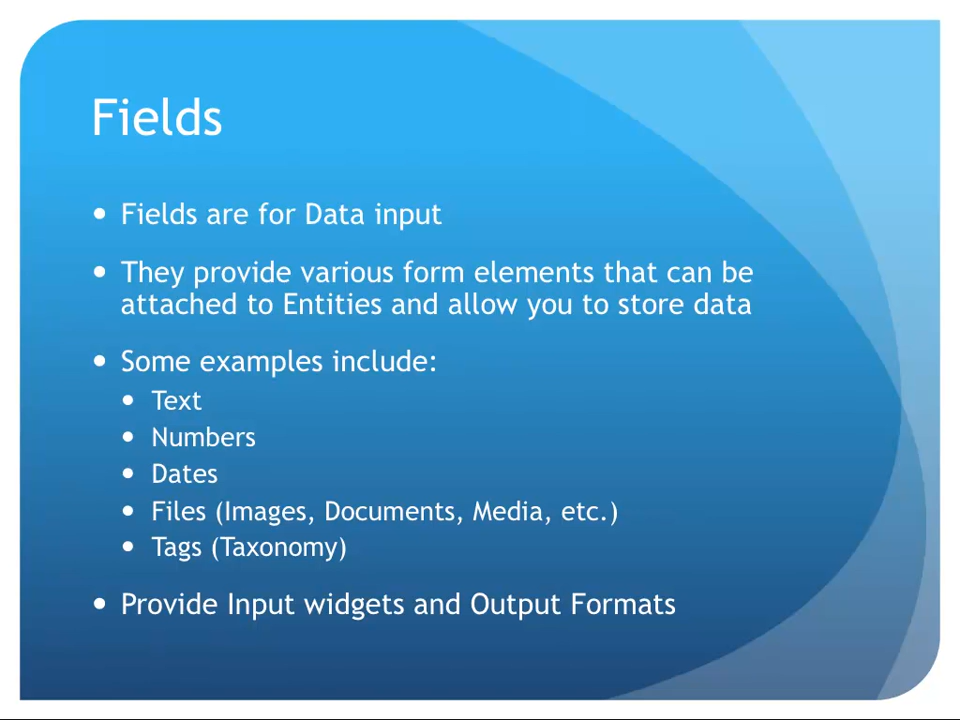 Fields
• Fields are for Data input
• They provide various form elements that can be
attached to Entities and allow you to store data
• Some examples include:
• Text
• Numbers
• Dates
• Files (Images, Documents, Media, etc.)
• Tags (Taxonomy)
• Provide Input widgets and Output Formats